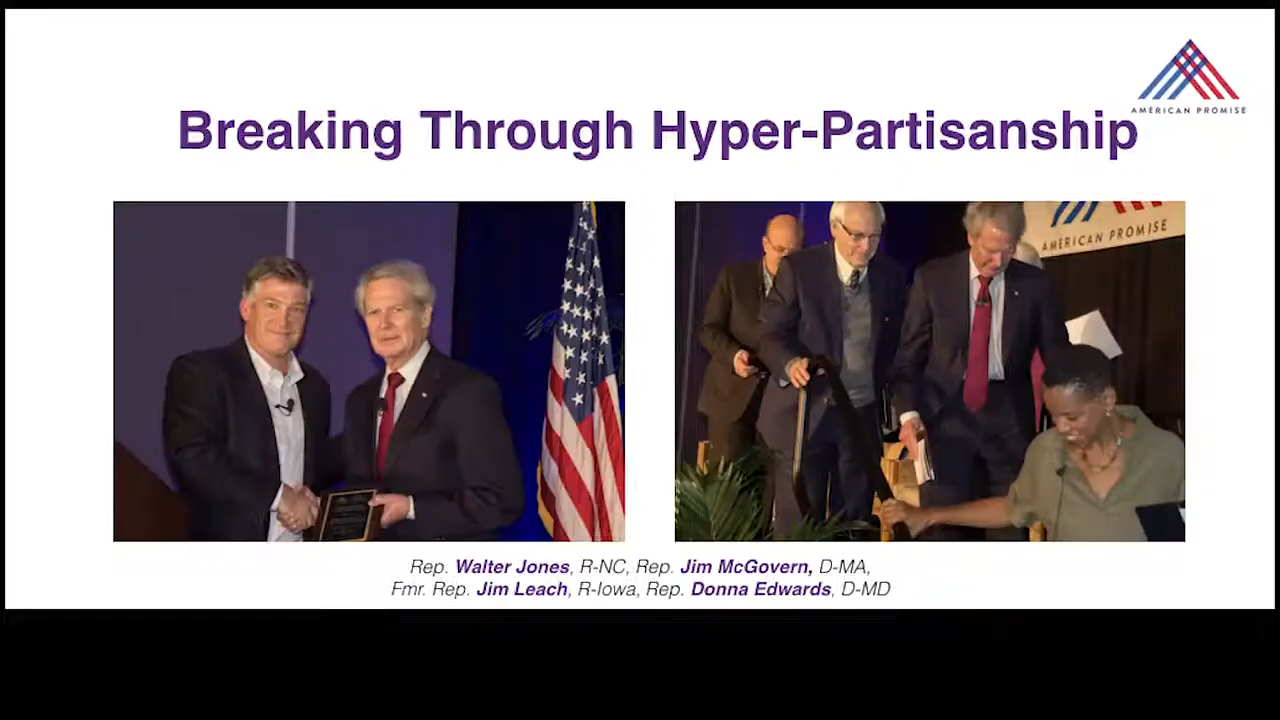 AMERICAN PROMISE
Breaking Through Hyper-Partisanship
AMERICAN PROMISE
Rep. Walter Jones, R-NC, Rep. Jim McGovern, D-MA,
Fmr. Rep. Jim Leach, R-Iowa, Rep. Donna Edwards, D-MD